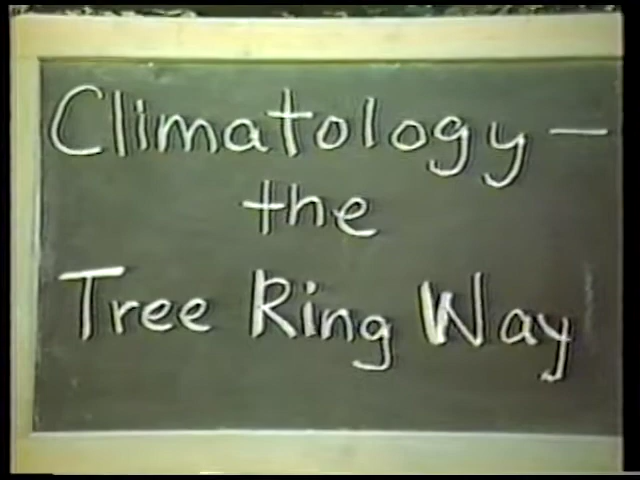 Climatology —
the
Tree Ring Way